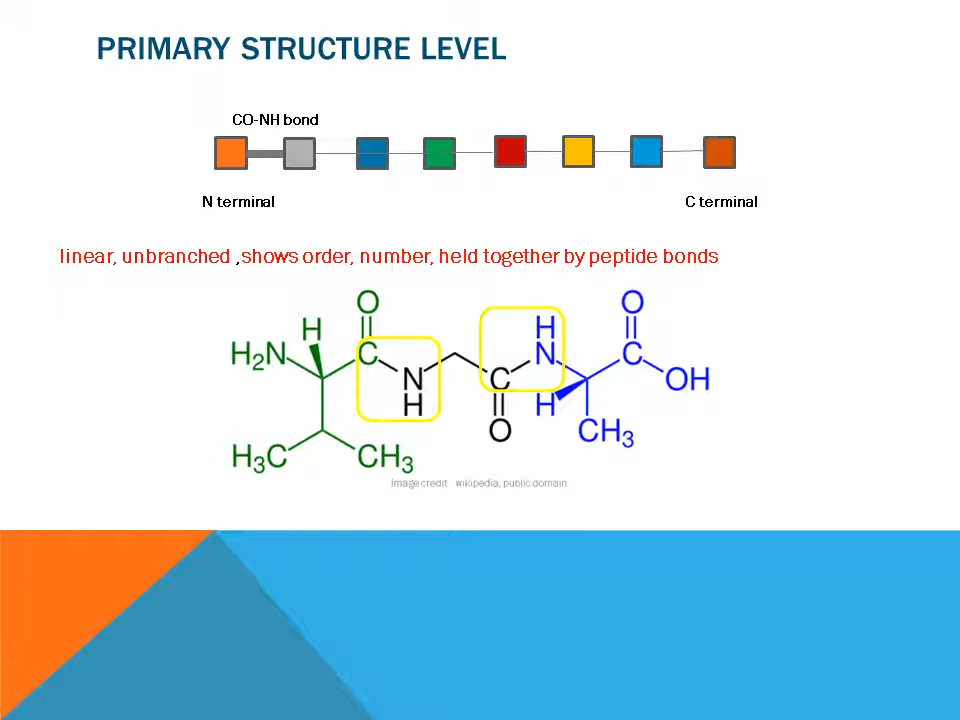 PRIMARY STRUCTURE LEVEL
CO-NH bond
N terminal
C terminal
linear, unbranched ,shows order, number, held together by peptide bonds
O
H
H
O
H₂N
C
N
C
N
C
OH
H
H
O
CH₃
H₃C
CH₃
Image credit wikipedia, public domain